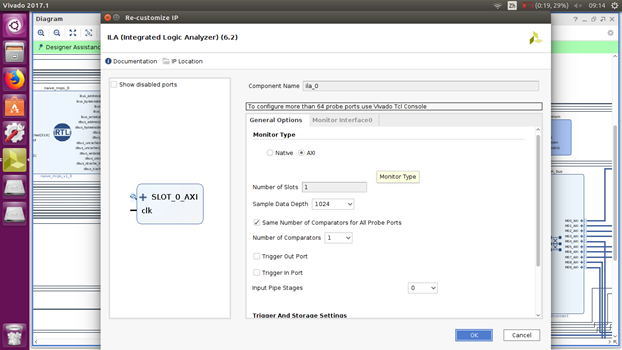 Vivado 2017.1
Zh
(0:19, 29%)
09:14
Diagram
Re-customize IP
ILA (Integrated Logic Analyzer) (6.2)
Designer Assistance
Documentation
IP Location
Show disabled ports
Component Name
ila_0
To configure more than 64 probe ports use Vivado Tcl Console
General Options
Monitor Interface0
Monitor Type
Native
AXI
Monitor Type
Number of Slots
1
Sample Data Depth
1024
Same Number of Comparators for All Probe Ports
Number of Comparators
1
Trigger Out Port
Trigger In Port
Input Pipe Stages
0
Trigger And Storage Settings
SLOT_0_AXI
clk
RTL
OK
Cancel